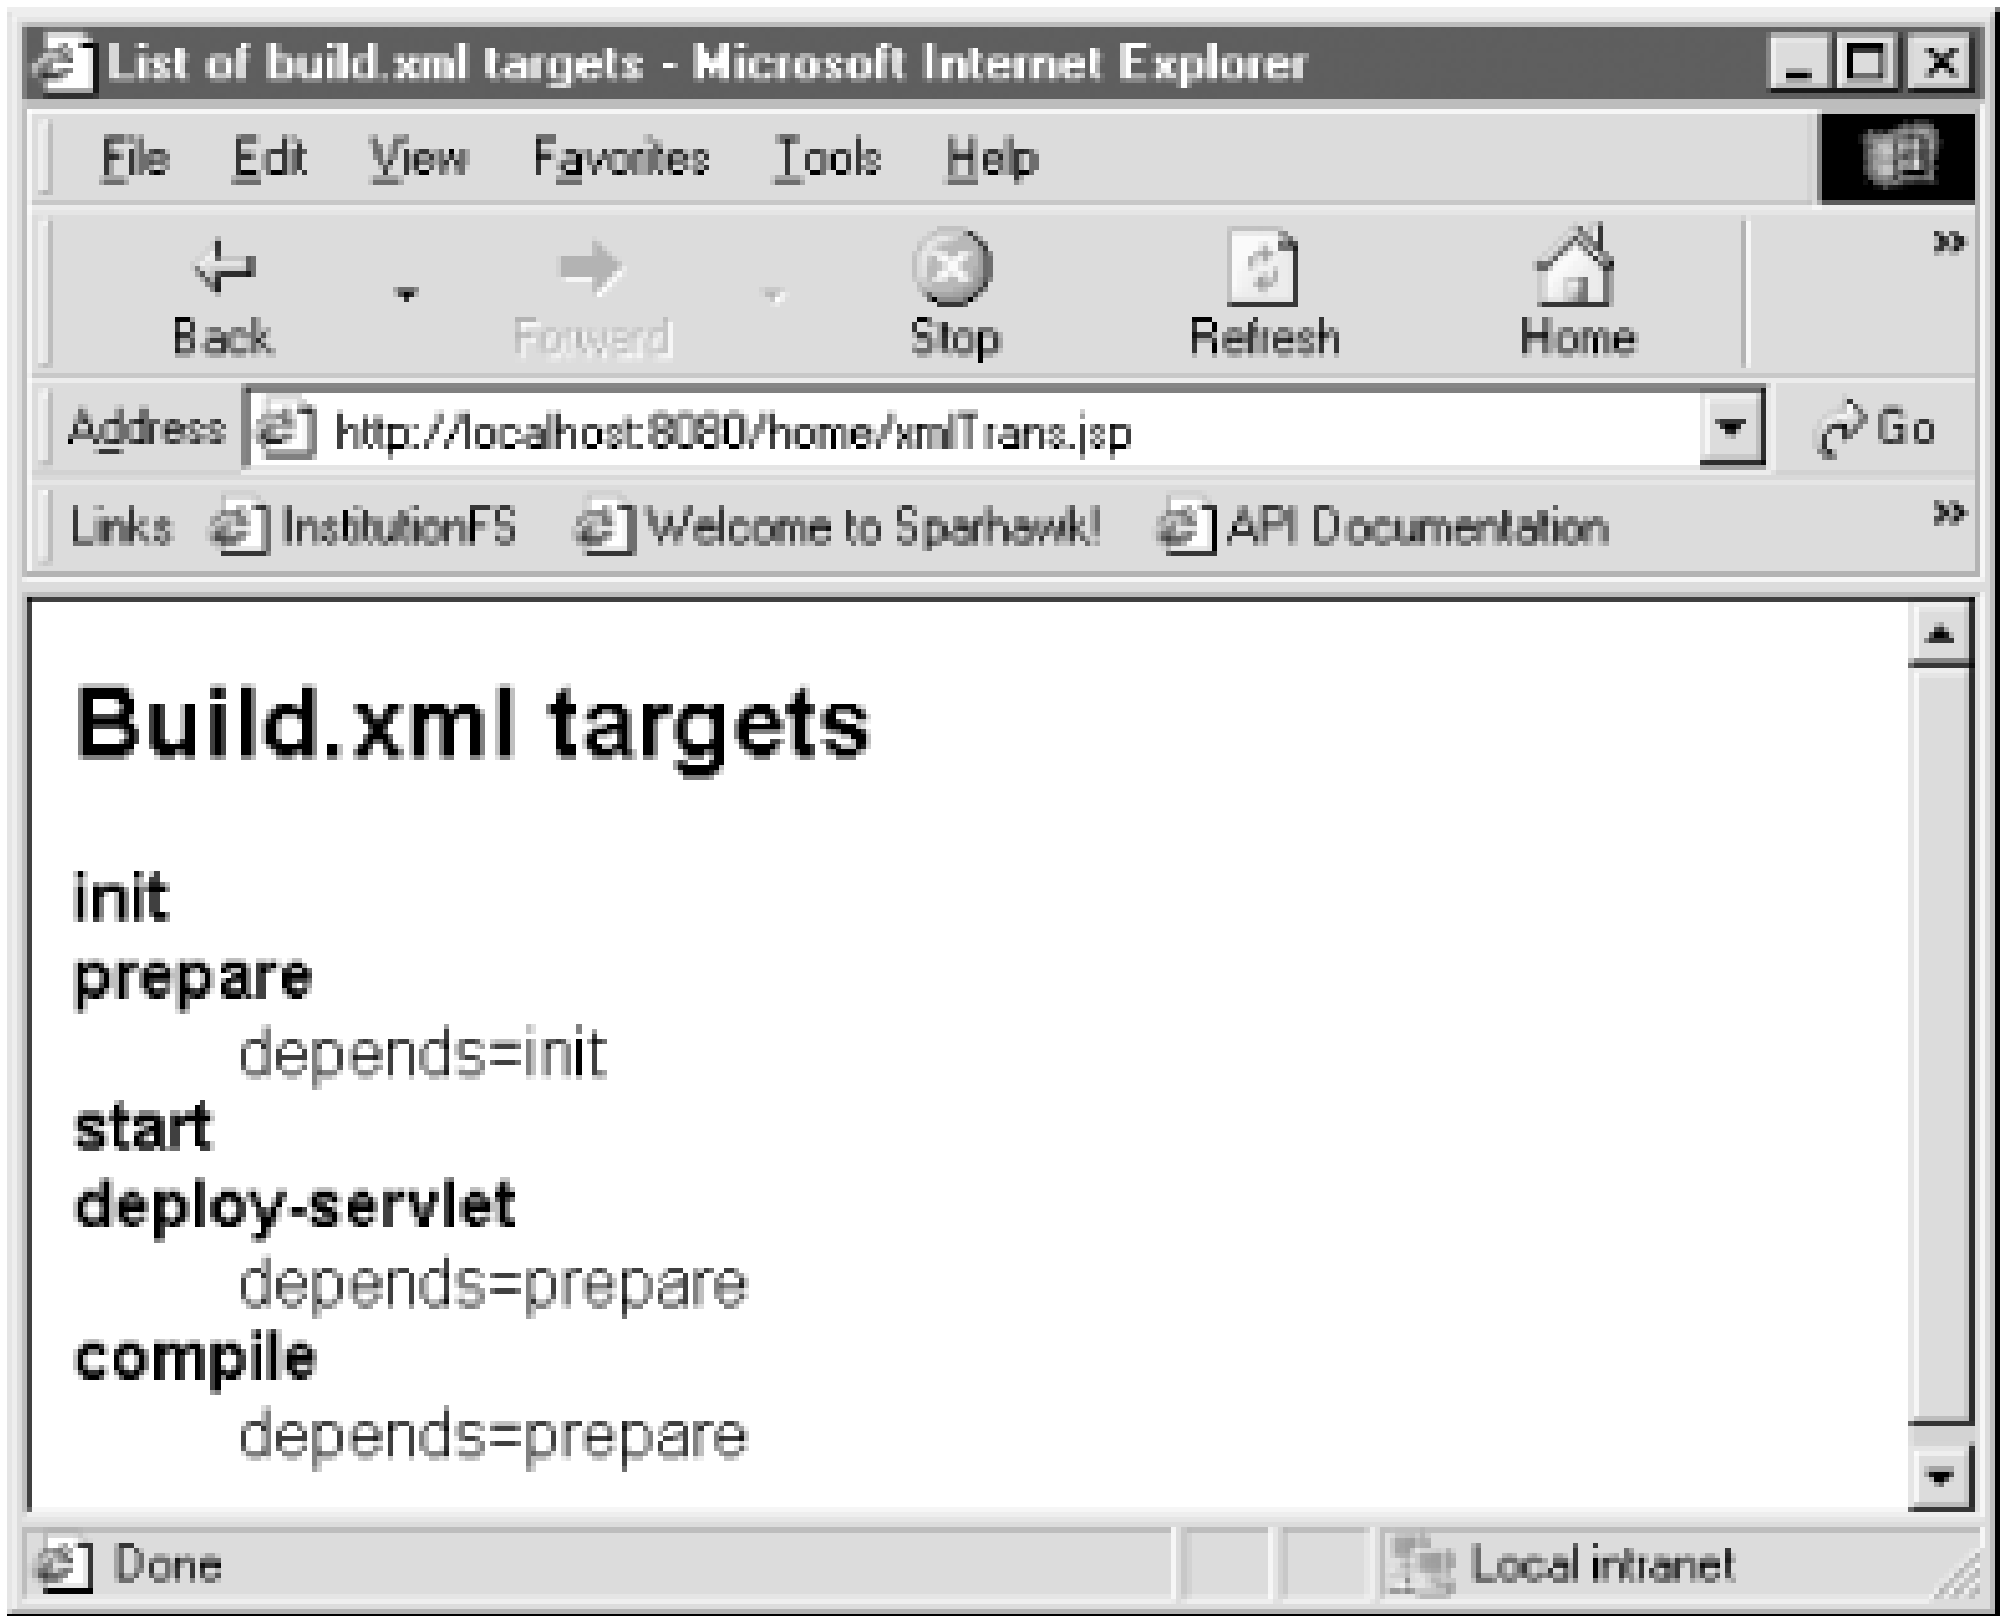 List of build.xml targets - Microsoft Internet Explorer
File Edit View Favorites Tools Help
Back Forward Stop Refresh Home »
Address http://localhost:8080/home/xmlTrans.jsp Go
Links InstitutionFS Welcome to Sparhawk! API Documentation »
Build.xml targets
init
prepare
depends=init
start
deploy-servlet
depends=prepare
compile
depends=prepare
Done Local intranet